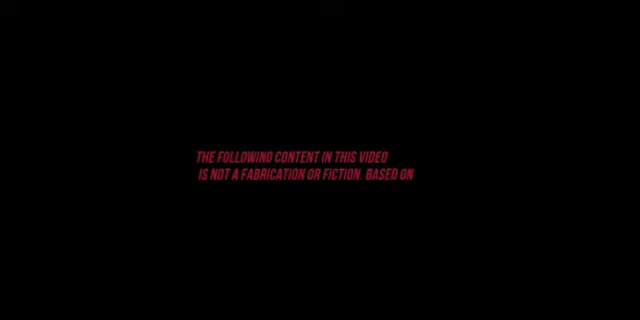 THE FOLLOWING CONTENT IN THIS VIDEO
IS NOT A FABRICATION OR FICTION. BASED ON